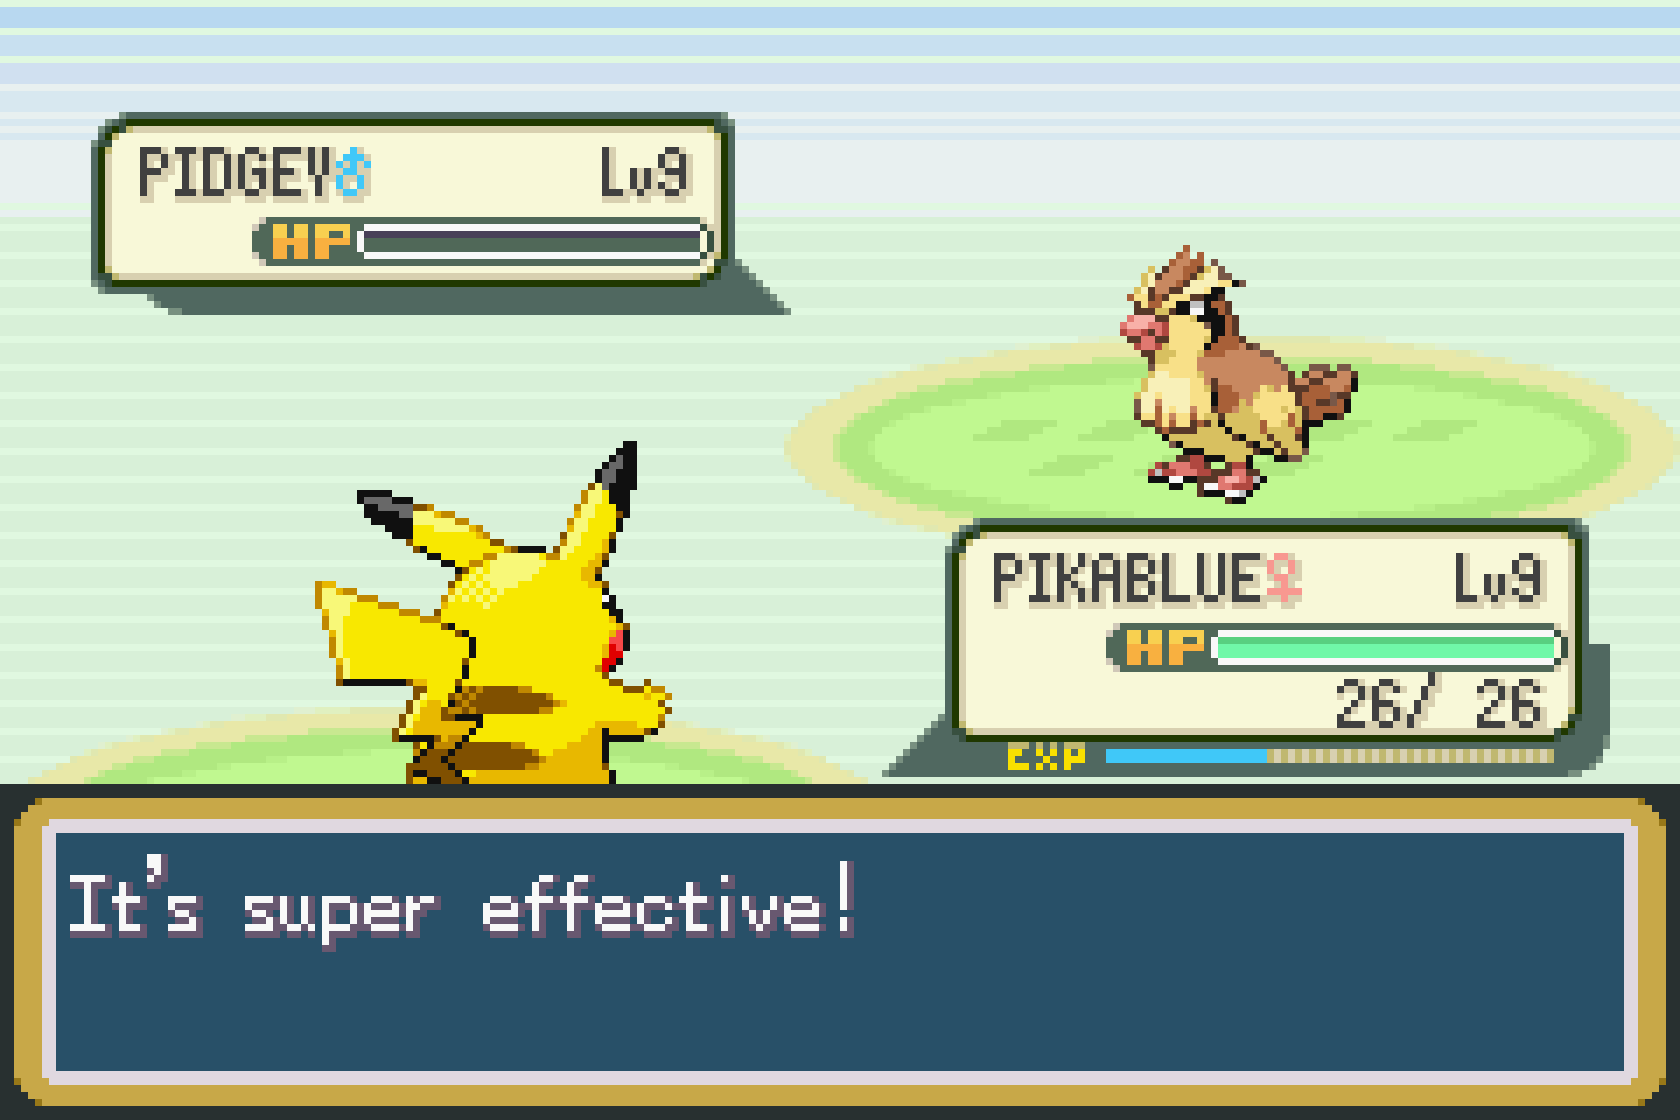 PIDGEY♂ Lv9
HP
PIKABLUE♀ Lv9
HP
26/ 26
EXP
It's super effective!